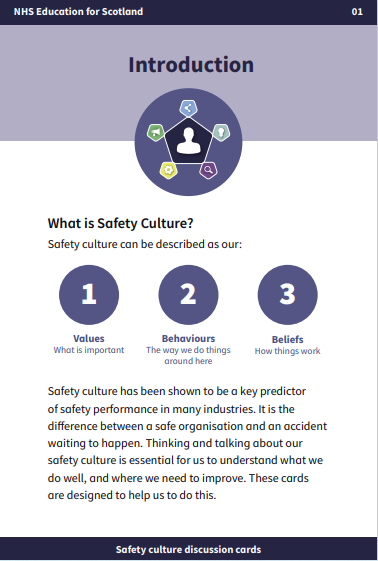 NHS Education for Scotland 01
Introduction
What is Safety Culture?
Safety culture can be described as our:
1 2 3
Values Behaviours Beliefs
What is important The way we do things How things work
around here
Safety culture has been shown to be a key predictor
of safety performance in many industries. It is the
difference between a safe organisation and an accident
waiting to happen. Thinking and talking about our
safety culture is essential for us to understand what we
do well, and where we need to improve. These cards
are designed to help us to do this.
Safety culture discussion cards